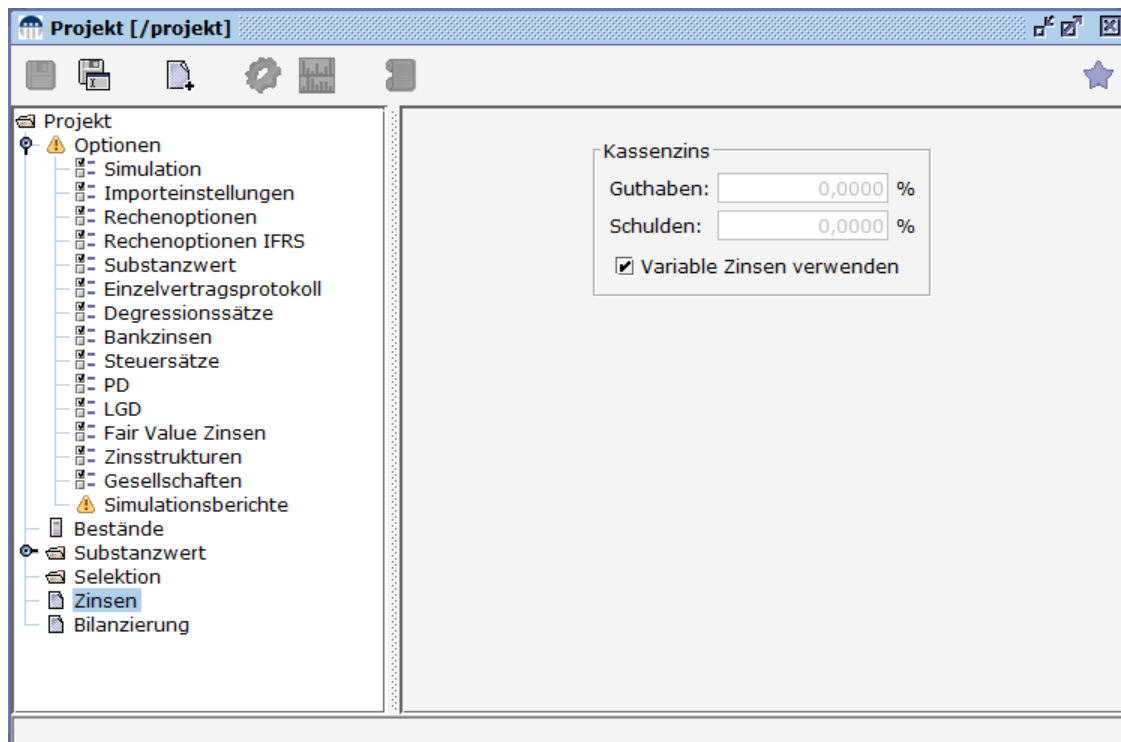 Projekt [/projekt]
Projekt
Optionen
Simulation
Importeinstellungen
Rechenoptionen
Rechenoptionen IFRS
Substanzwert
Einzelvertragsprotokoll
Degressionssätze
Bankzinsen
Steuersätze
PD
LGD
Fair Value Zinsen
Zinsstrukturen
Gesellschaften
Simulationsberichte
Bestände
Substanzwert
Selektion
Zinsen
Bilanzierung
Kassenzins
Guthaben: 0,0000 %
Schulden: 0,0000 %
Variable Zinsen verwenden